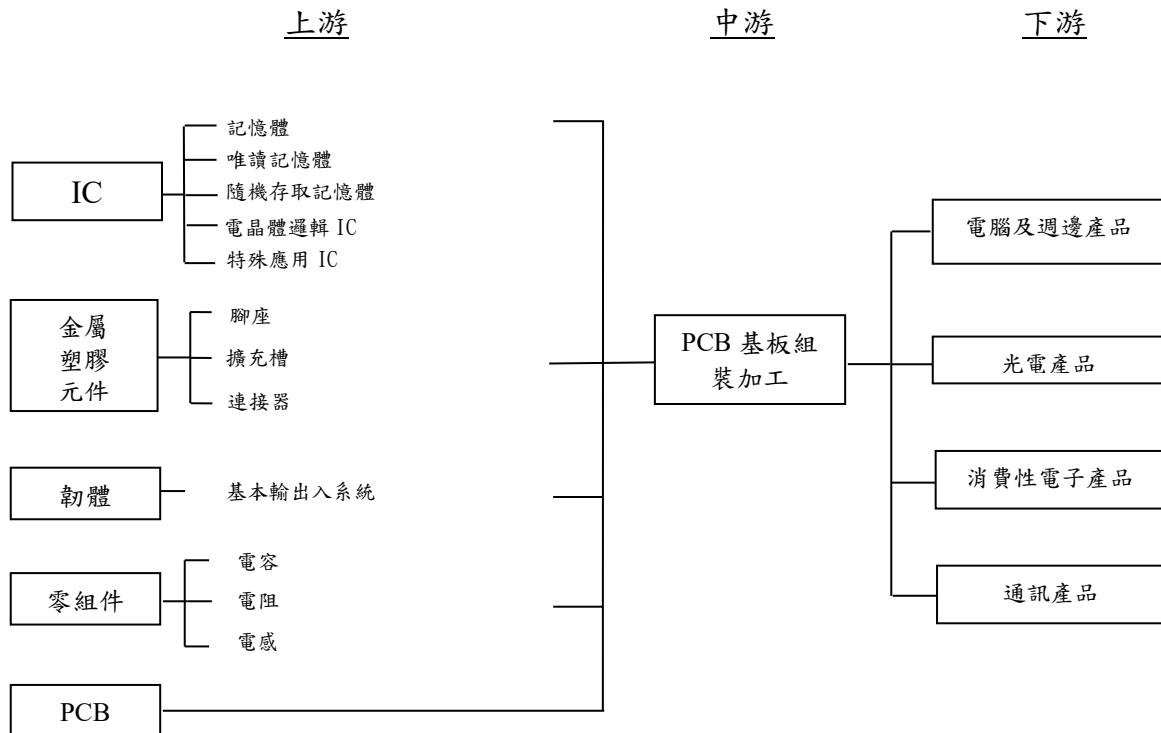 上游
中游
下游
IC
記憶體
唯讀記憶體
隨機存取記憶體
電晶體邏輯 IC
特殊應用 IC
金屬
塑膠
元件
腳座
擴充槽
連接器
韌體
基本輸出入系統
零組件
電容
電阻
電感
PCB
PCB 基板組
裝加工
電腦及週邊產品
光電產品
消費性電子產品
通訊產品